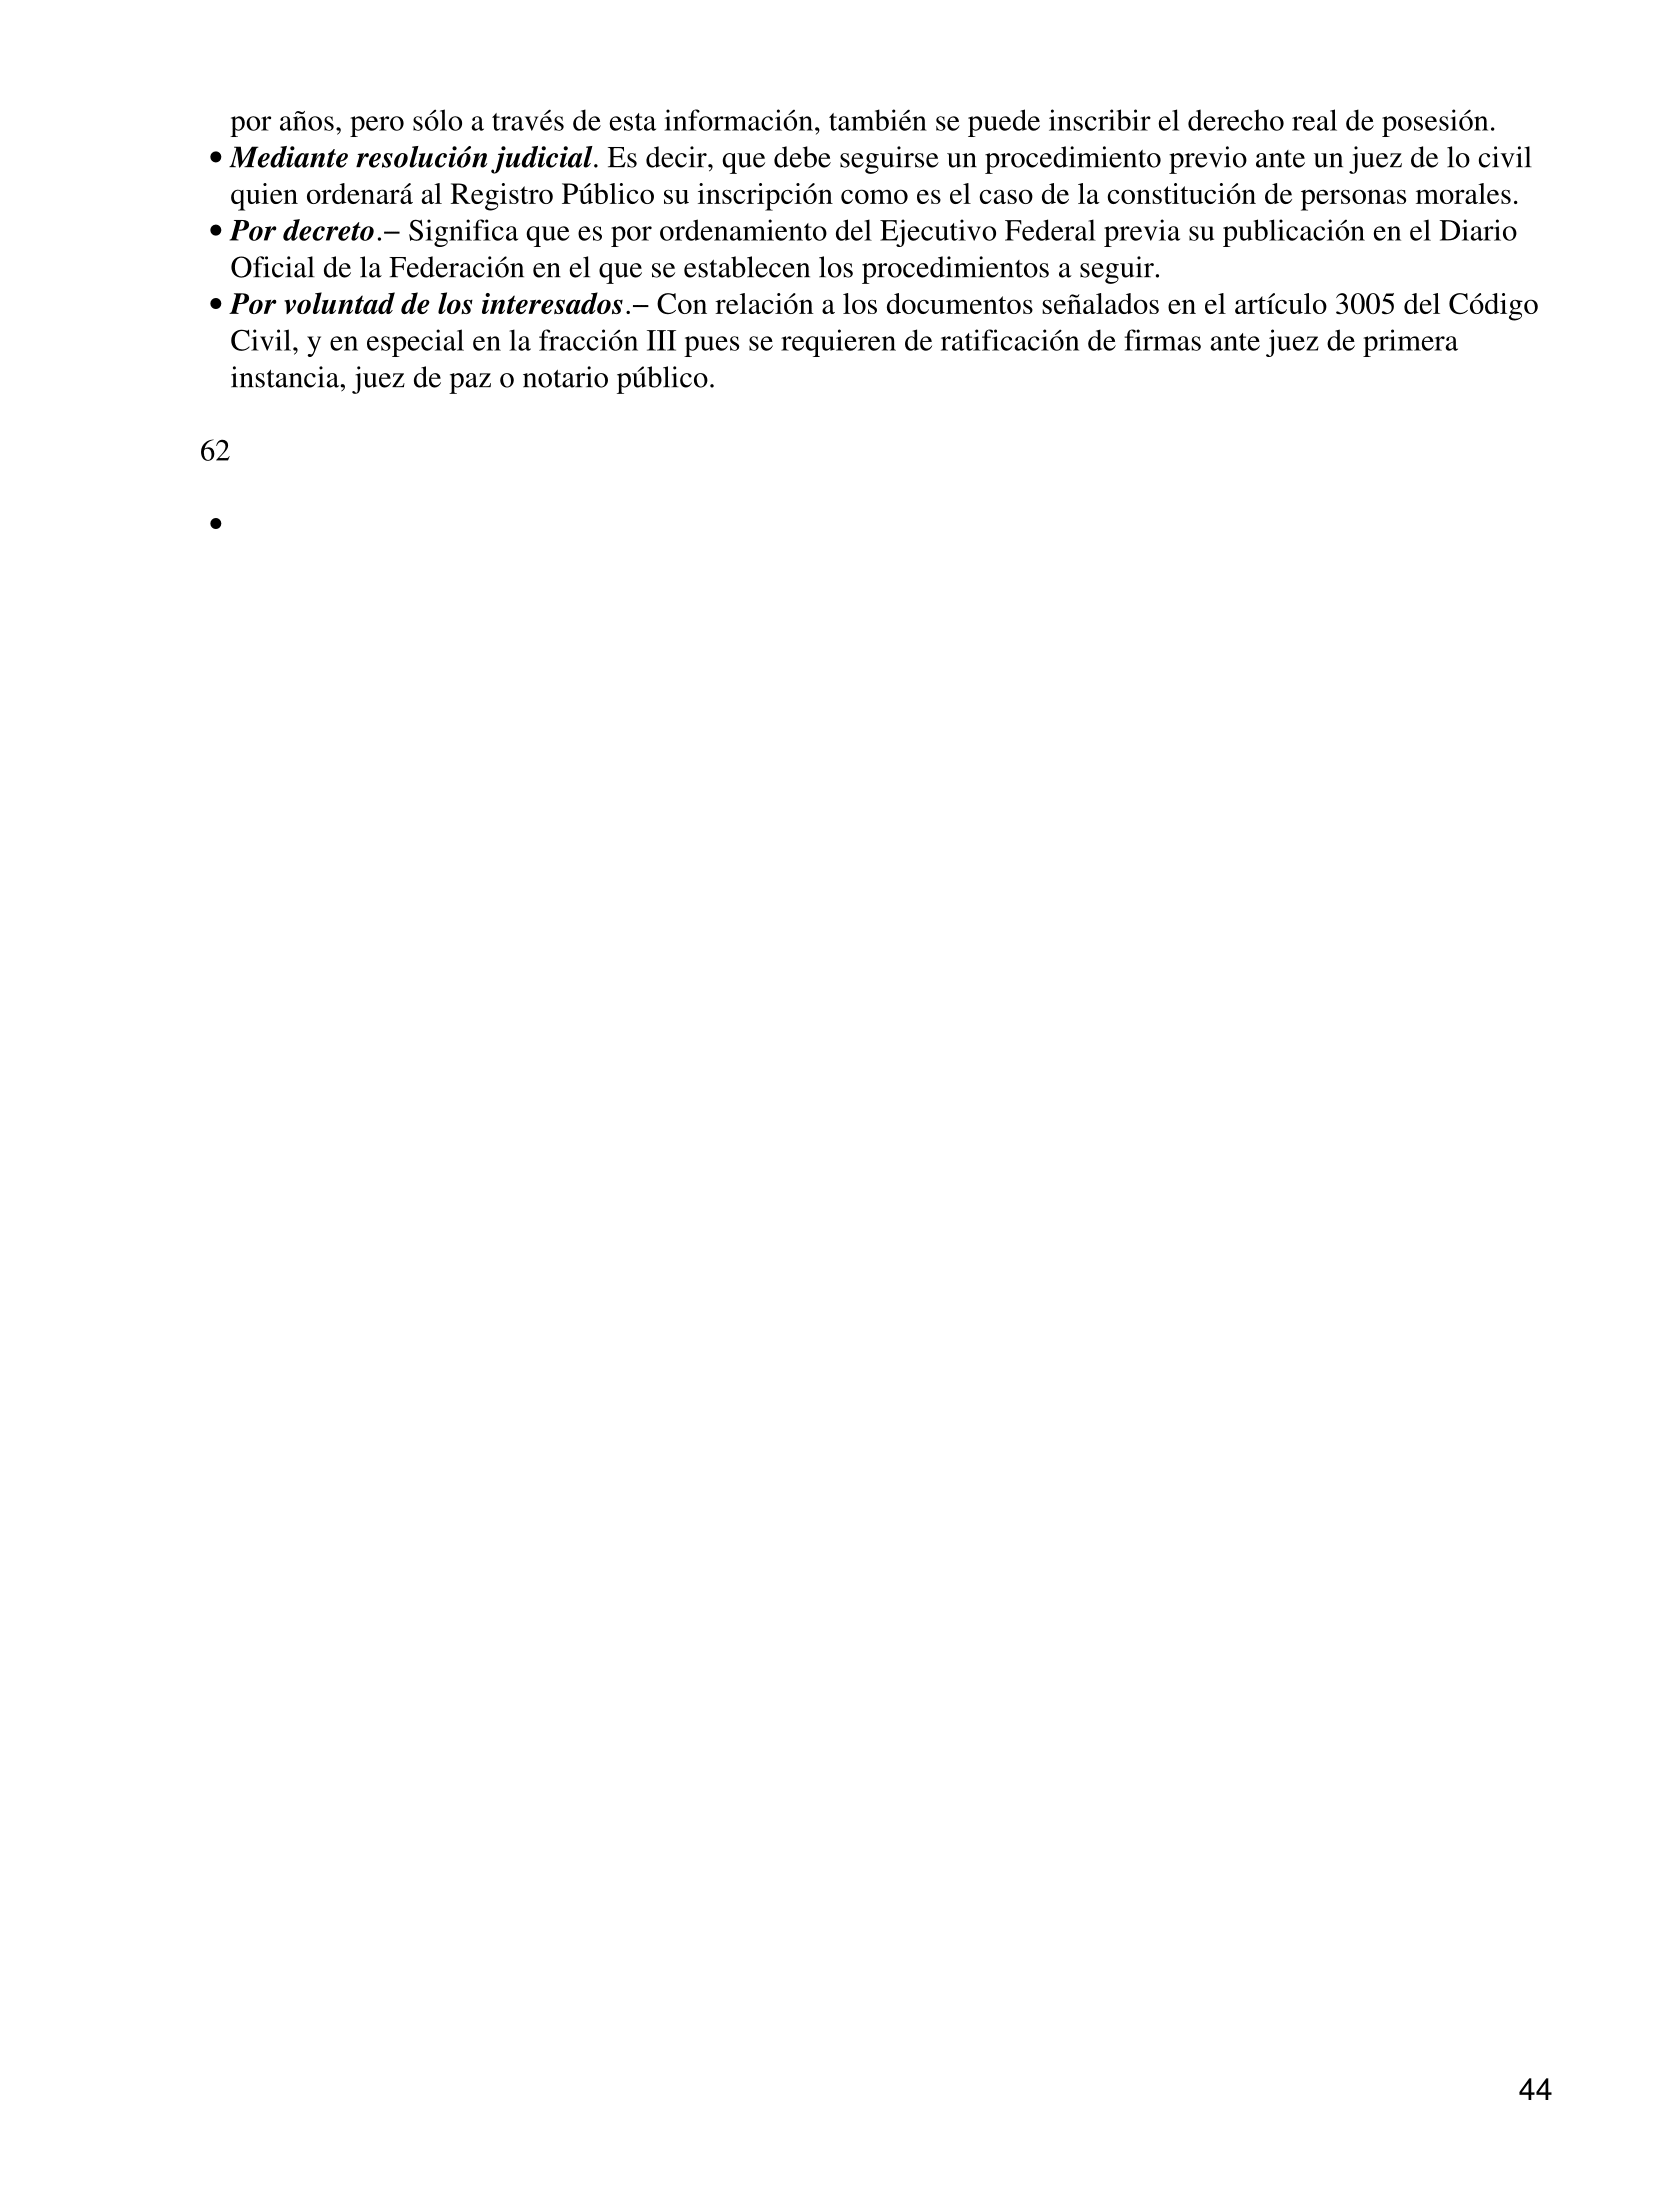 por años, pero sólo a través de esta información, también se puede inscribir el derecho real de posesión.
• Mediante resolución judicial. Es decir, que debe seguirse un procedimiento previo ante un juez de lo civil
quien ordenará al Registro Público su inscripción como es el caso de la constitución de personas morales.
• Por decreto.− Significa que es por ordenamiento del Ejecutivo Federal previa su publicación en el Diario
Oficial de la Federación en el que se establecen los procedimientos a seguir.
• Por voluntad de los interesados.− Con relación a los documentos señalados en el artículo 3005 del Código
Civil, y en especial en la fracción III pues se requieren de ratificación de firmas ante juez de primera
instancia, juez de paz o notario público.
62
•
44